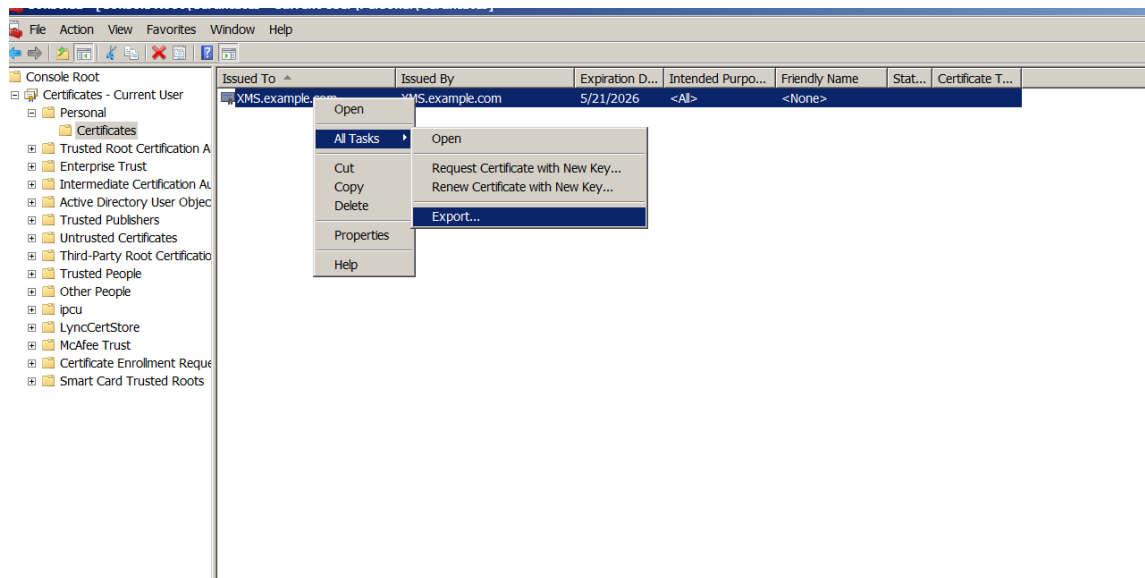 File Action View Favorites Window Help
Console Root
Certificates - Current User
Personal
Certificates
Trusted Root Certification A
Enterprise Trust
Intermediate Certification Au
Active Directory User Objec
Trusted Publishers
Untrusted Certificates
Third-Party Root Certificatio
Trusted People
Other People
ipcu
LyncCertStore
McAfee Trust
Certificate Enrollment Reque
Smart Card Trusted Roots
Issued To Issued By Expiration D... Intended Purpo... Friendly Name Stat... Certificate T...
XMS.example.com XMS.example.com 5/21/2026 <All> <None>
Open
All Tasks
Cut
Copy
Delete
Properties
Help
Open
Request Certificate with New Key...
Renew Certificate with New Key...
Export...